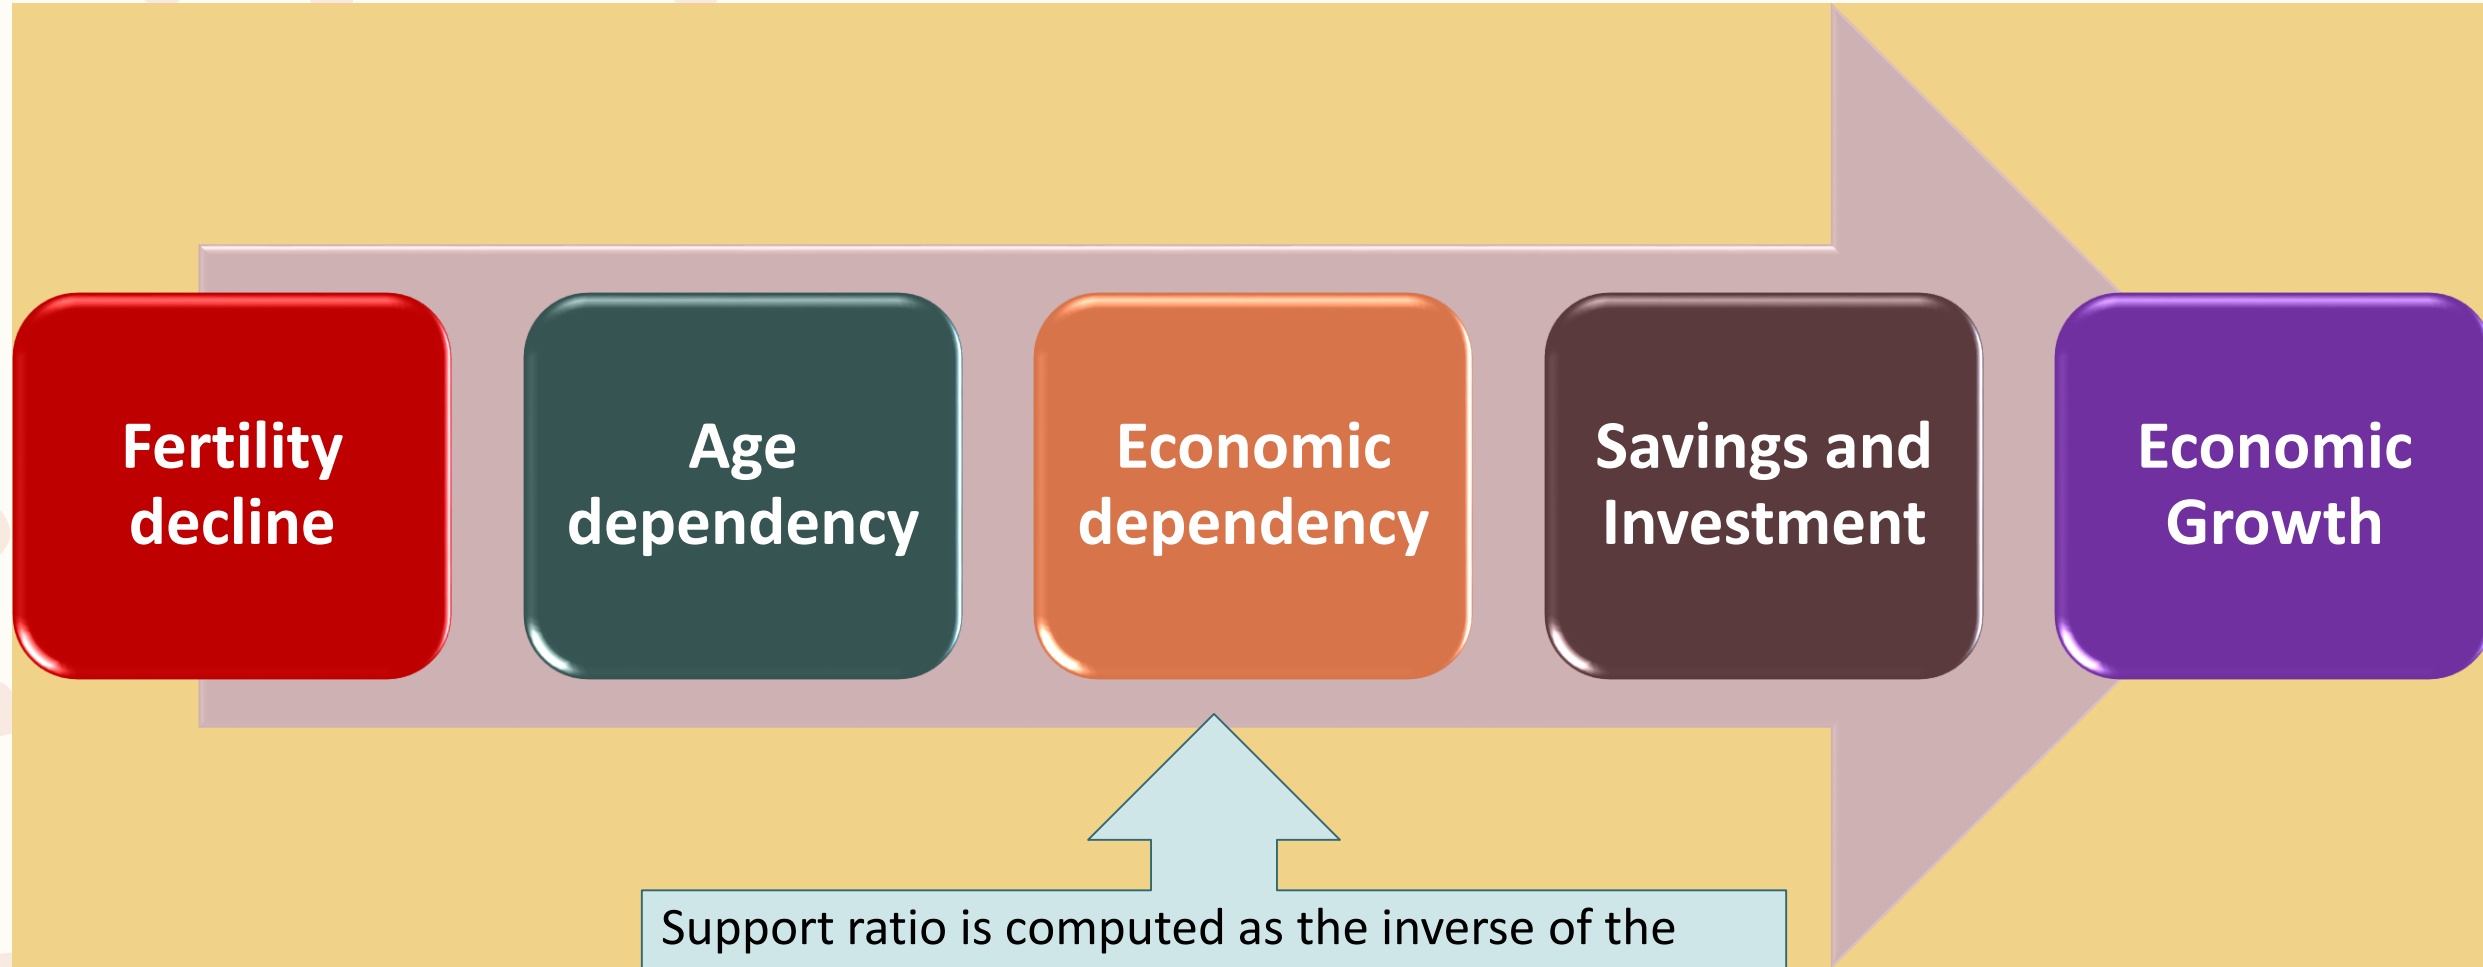 Fertility
decline
Age
dependency
Economic
dependency
Savings and
Investment
Economic
Growth
Support ratio is computed as the inverse of the